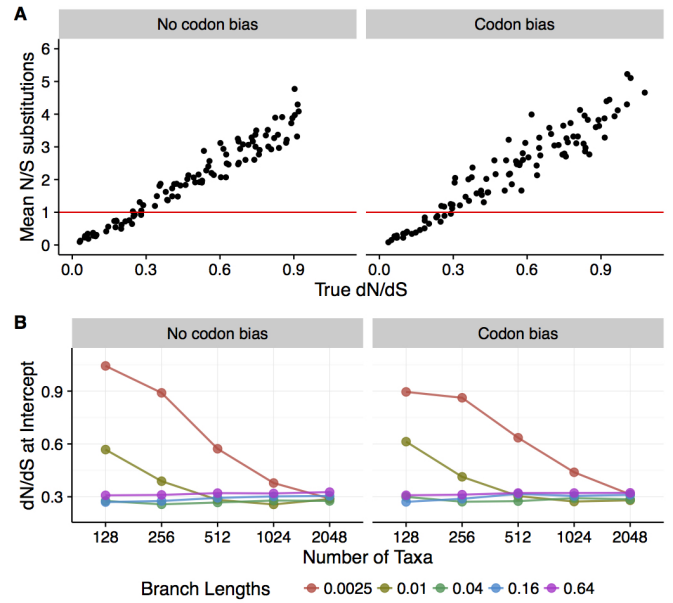 A
No codon bias
Codon bias
Mean N/S substitutions
6
5
4
3
2
1
0
0.0 0.3 0.6 0.9
0.0 0.3 0.6 0.9
True dN/dS
B
No codon bias
Codon bias
dN/dS at Intercept
0.9
0.6
0.3
128 256 512 1024 2048
128 256 512 1024 2048
Number of Taxa
Branch Lengths 0.0025 0.01 0.04 0.16 0.64